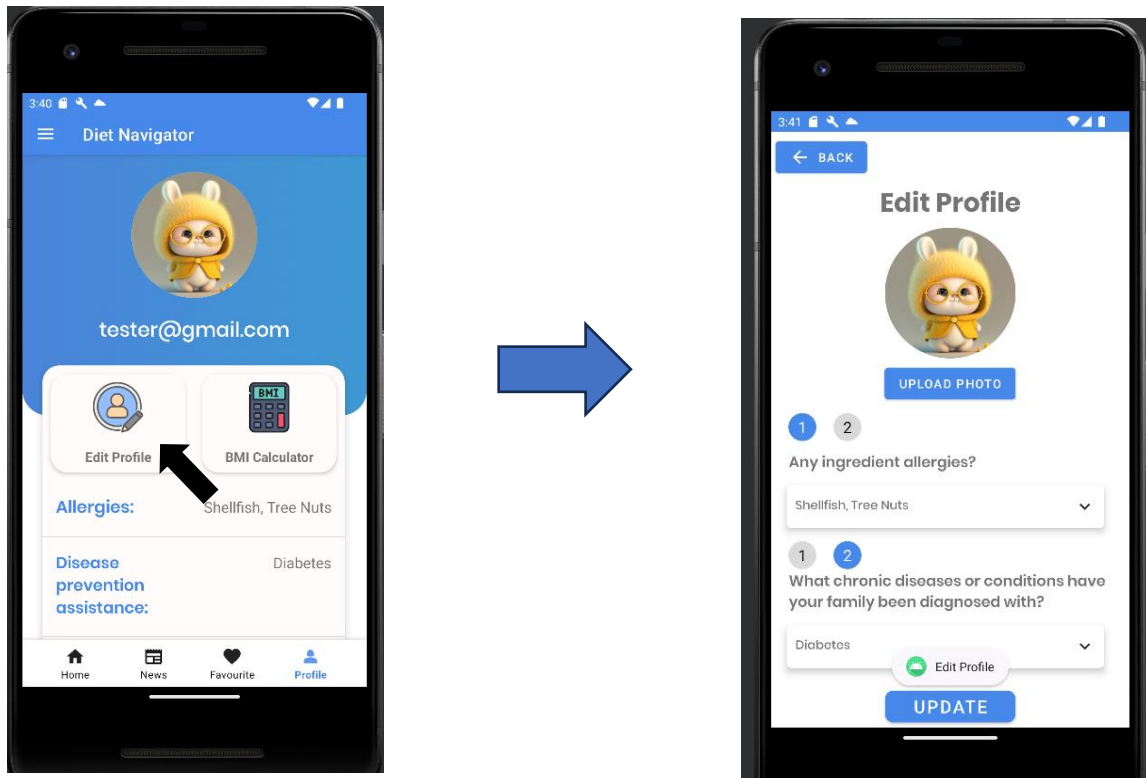 3:40
Diet Navigator
tester@gmail.com
BMI
Edit Profile
BMI Calculator
Allergies:
Shellfish, Tree Nuts
Disease
prevention
assistance:
Diabetes
Home
News
Favourite
Profile
3:41
BACK
Edit Profile
UPLOAD PHOTO
1
2
Any ingredient allergies?
Shellfish, Tree Nuts
1
2
What chronic diseases or conditions have
your family been diagnosed with?
Diabetes
Edit Profile
UPDATE